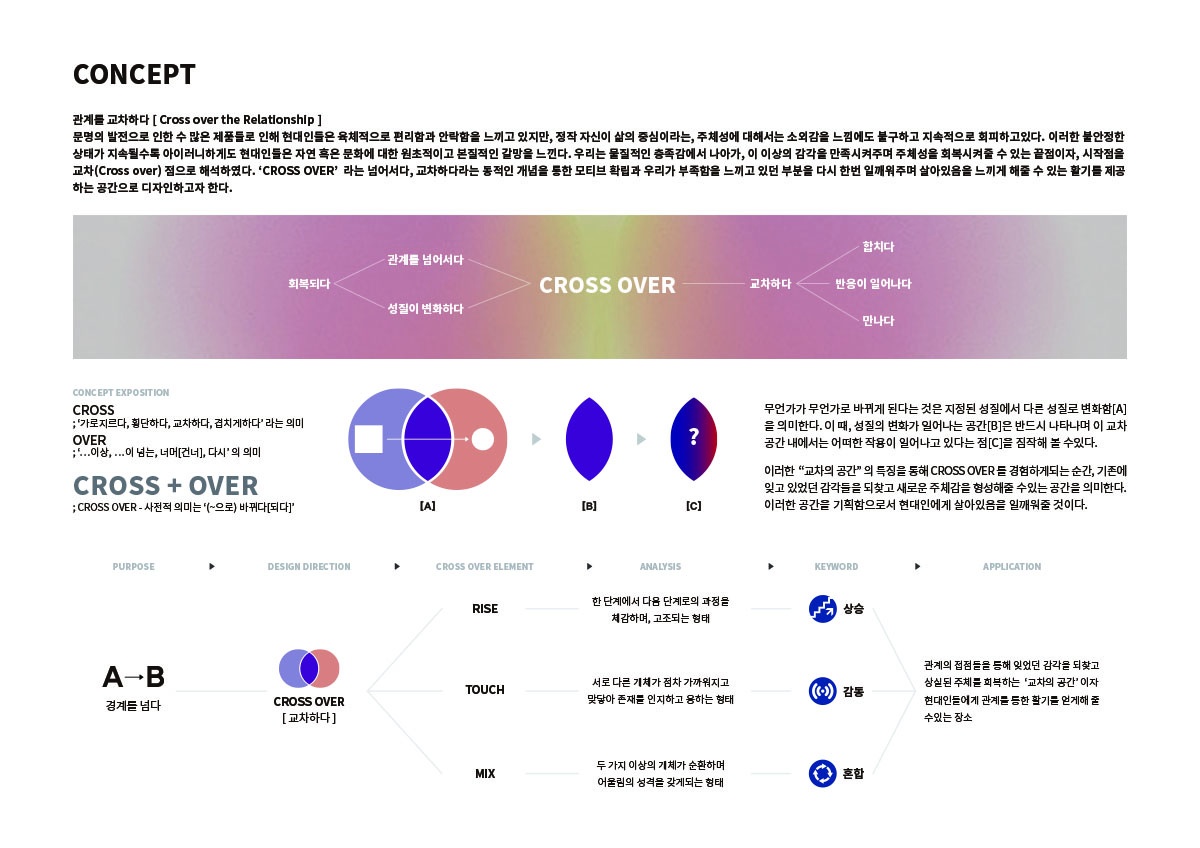 CONCEPT
관계를 교차하다 [ Cross over the Relationship ]
문명의 발전으로 인한 수 많은 제품들로 인해 현대인들은 육체적으로 편리함과 안락함을 느끼고 있지만, 정작 자신이 삶의 중심이라는, 주체성에 대해서는 소외감을 느낌에도 불구하고 지속적으로 회피하고있다. 이러한 불안정한
상태가 지속될수록 아이러니하게도 현대인들은 자연 혹은 문화에 대한 원초적이고 본질적인 갈망을 느낀다. 우리는 물질적인 충족감에서 나아가, 이 이상의 감각을 만족시켜주며 주체성을 회복시켜줄 수 있는 끝점이자, 시작점을
교차(Cross over) 점으로 해석하였다. ‘CROSS OVER’ 라는 넘어서다, 교차하다라는 동적인 개념을 통한 모티브 확립과 우리가 부족함을 느끼고 있던 부분을 다시 한번 일깨워주며 살아있음을 느끼게 해줄 수 있는 활기를 제공
하는 공간으로 디자인하고자 한다.
회복되다
관계를 넘어서다
성질이 변화하다
CROSS OVER
교차하다
합치다
반응이 일어나다
만나다
CONCEPT EXPOSITION
CROSS
; ‘가로지르다, 횡단하다, 교차하다, 겹치게하다’ 라는 의미
OVER
; ‘…이상, …이 넘는, 너머[건너], 다시’ 의 의미
CROSS + OVER
; CROSS OVER - 사전적 의미는 ‘(~으로) 바뀌다[되다]’
?
[A]
[B]
[C]
무언가가 무언가로 바뀌게 된다는 것은 지정된 성질에서 다른 성질로 변화함[A]
을 의미한다. 이 때, 성질의 변화가 일어나는 공간[B]은 반드시 나타나며 이 교차
공간 내에서는 어떠한 작용이 일어나고 있다는 점[C]을 짐작해 볼 수있다.
이러한 “교차의 공간” 의 특징을 통해 CROSS OVER 를 경험하게되는 순간, 기존에
잊고 있었던 감각들을 되찾고 새로운 주체감을 형성해줄 수있는 공간을 의미한다.
이러한 공간을 기획함으로서 현대인에게 살아있음을 일깨워줄 것이다.
PURPOSE
DESIGN DIRECTION
CROSS OVER ELEMENT
ANALYSIS
KEYWORD
APPLICATION
A→B
경계를 넘다
CROSS OVER
[ 교차하다 ]
RISE
한 단계에서 다음 단계로의 과정을
체감하며, 고조되는 형태
상승
TOUCH
서로 다른 개체가 점차 가까워지고
맞닿아 존재를 인지하고 응하는 형태
감동
MIX
두 가지 이상의 개체가 순환하며
어울림의 성격을 갖게되는 형태
혼합
관계의 접점들을 통해 잊었던 감각을 되찾고
상실된 주체를 회복하는 ‘교차의 공간’ 이자
현대인들에게 관계를 통한 활기를 얻게해 줄
수있는 장소